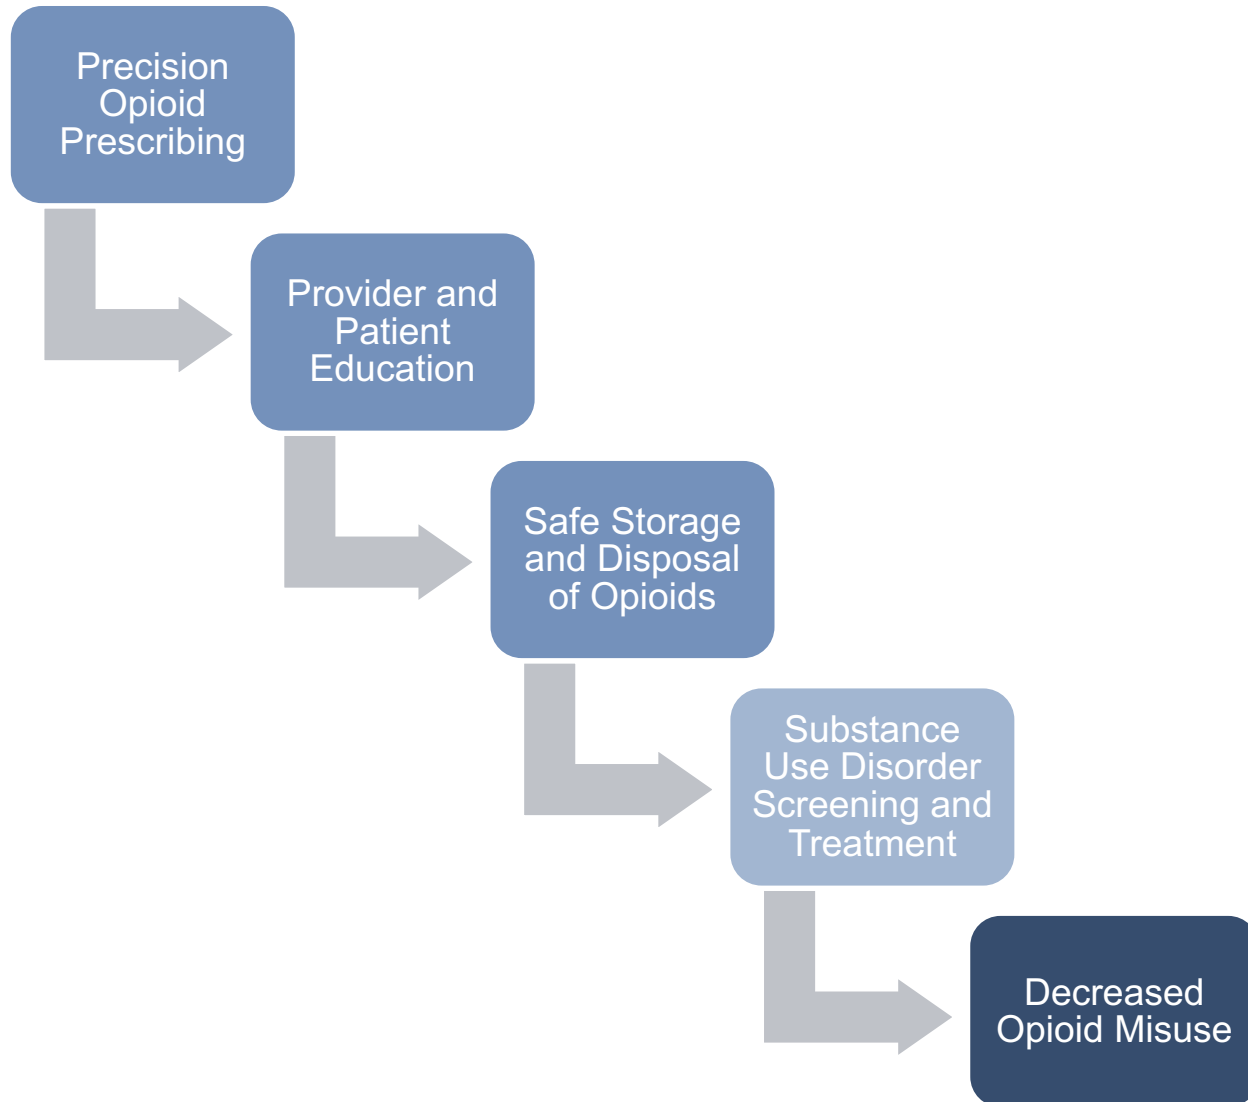 Precision
Opioid
Prescribing
Provider and
Patient
Education
Safe Storage
and Disposal
of Opioids
Substance
Use Disorder
Screening and
Treatment
Decreased
Opioid Misuse